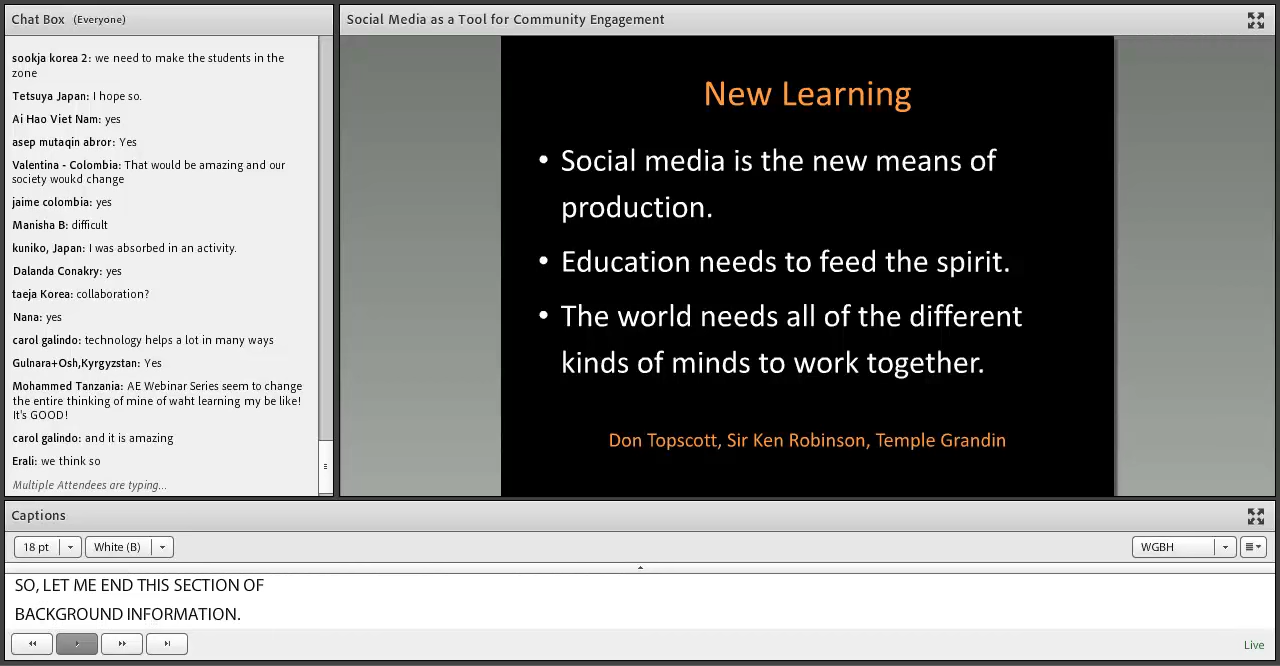 Chat Box (Everyone)
sookja korea 2: we need to make the students in the
zone
Tetsuya Japan: I hope so.
Ai Hao Viet Nam: yes
asep mutaqin abror: Yes
Valentina - Colombia: That would be amazing and our
society woukd change
jaime colombia: yes
Manisha B: difficult
kuniko, Japan: I was absorbed in an activity.
Dalanda Conakry: yes
taeja Korea: collaboration?
Nana: yes
carol galindo: technology helps a lot in many ways
Gulnara+Osh,Kyrgyzstan: Yes
Mohammed Tanzania: AE Webinar Series seem to change
the entire thinking of mine of waht learning my be like!
It's GOOD!
carol galindo: and it is amazing
Erali: we think so
Multiple Attendees are typing...
Social Media as a Tool for Community Engagement
New Learning
• Social media is the new means of
production.
• Education needs to feed the spirit.
• The world needs all of the different
kinds of minds to work together.
Don Topscott, Sir Ken Robinson, Temple Grandin
Captions
18 pt
White (B)
WGBH
SO, LET ME END THIS SECTION OF
BACKGROUND INFORMATION.
Live